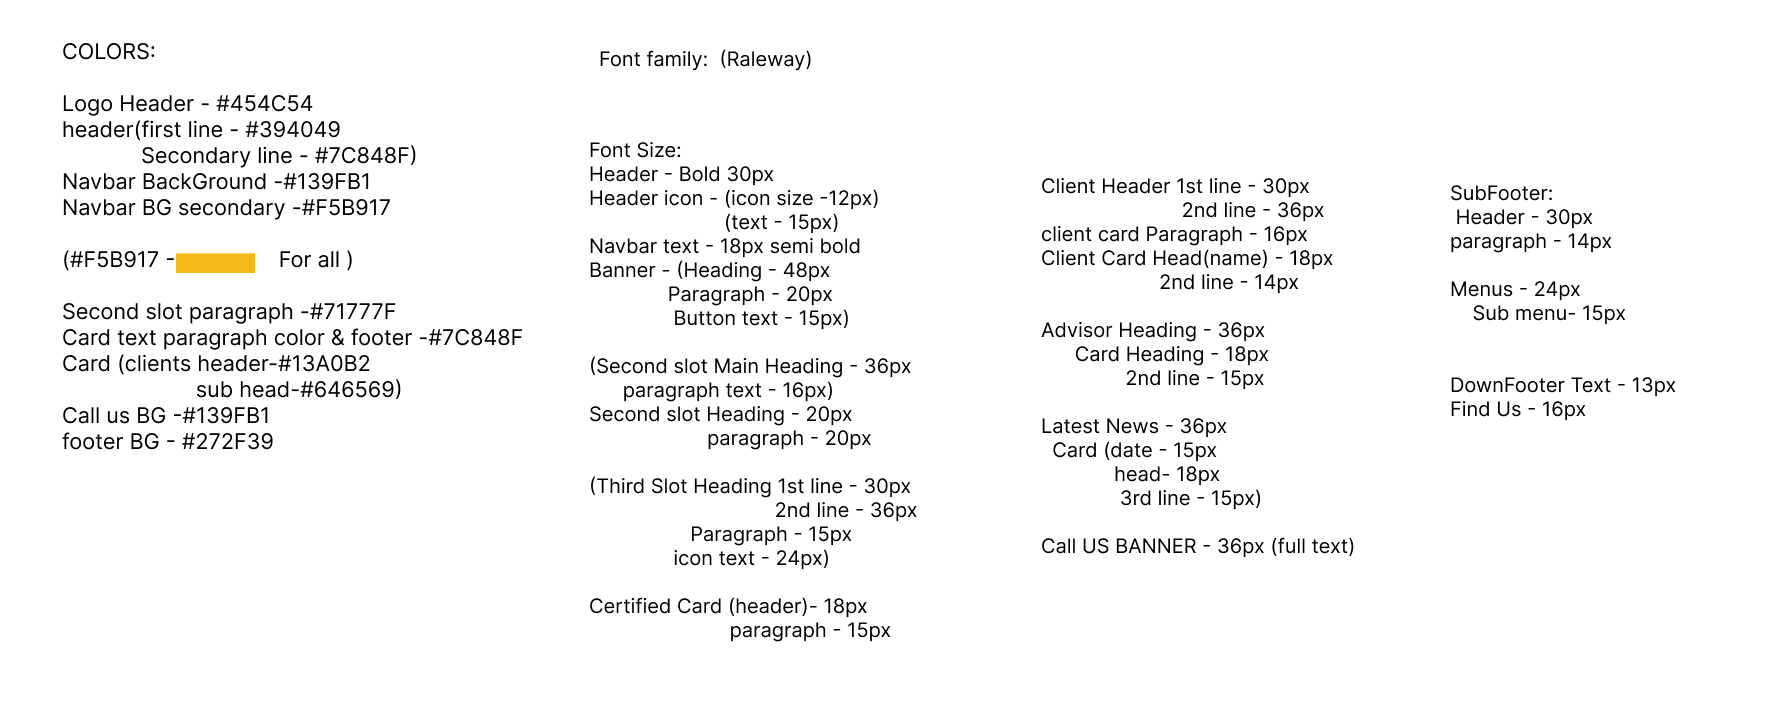 COLORS:
Logo Header - #454C54
header(first line - #394049
Secondary line - #7C848F)
Navbar BackGround -#139FB1
Navbar BG secondary -#F5B917
(#F5B917 - For all )
Second slot paragraph -#71777F
Card text paragraph color & footer -#7C848F
Card (clients header-#13A0B2
sub head-#646569)
Call us BG -#139FB1
footer BG - #272F39
Font family: (Raleway)
Font Size:
Header - Bold 30px
Header icon - (icon size -12px)
(text - 15px)
Navbar text - 18px semi bold
Banner - (Heading - 48px
Paragraph - 20px
Button text - 15px)
(Second slot Main Heading - 36px
paragraph text - 16px)
Second slot Heading - 20px
paragraph - 20px
(Third Slot Heading 1st line - 30px
2nd line - 36px
Paragraph - 15px
icon text - 24px)
Certified Card (header)- 18px
paragraph - 15px
Client Header 1st line - 30px
2nd line - 36px
client card Paragraph - 16px
Client Card Head(name) - 18px
2nd line - 14px
Advisor Heading - 36px
Card Heading - 18px
2nd line - 15px
Latest News - 36px
Card (date - 15px
head- 18px
3rd line - 15px)
Call US BANNER - 36px (full text)
SubFooter:
Header - 30px
paragraph - 14px
Menus - 24px
Sub menu- 15px
DownFooter Text - 13px
Find Us - 16px